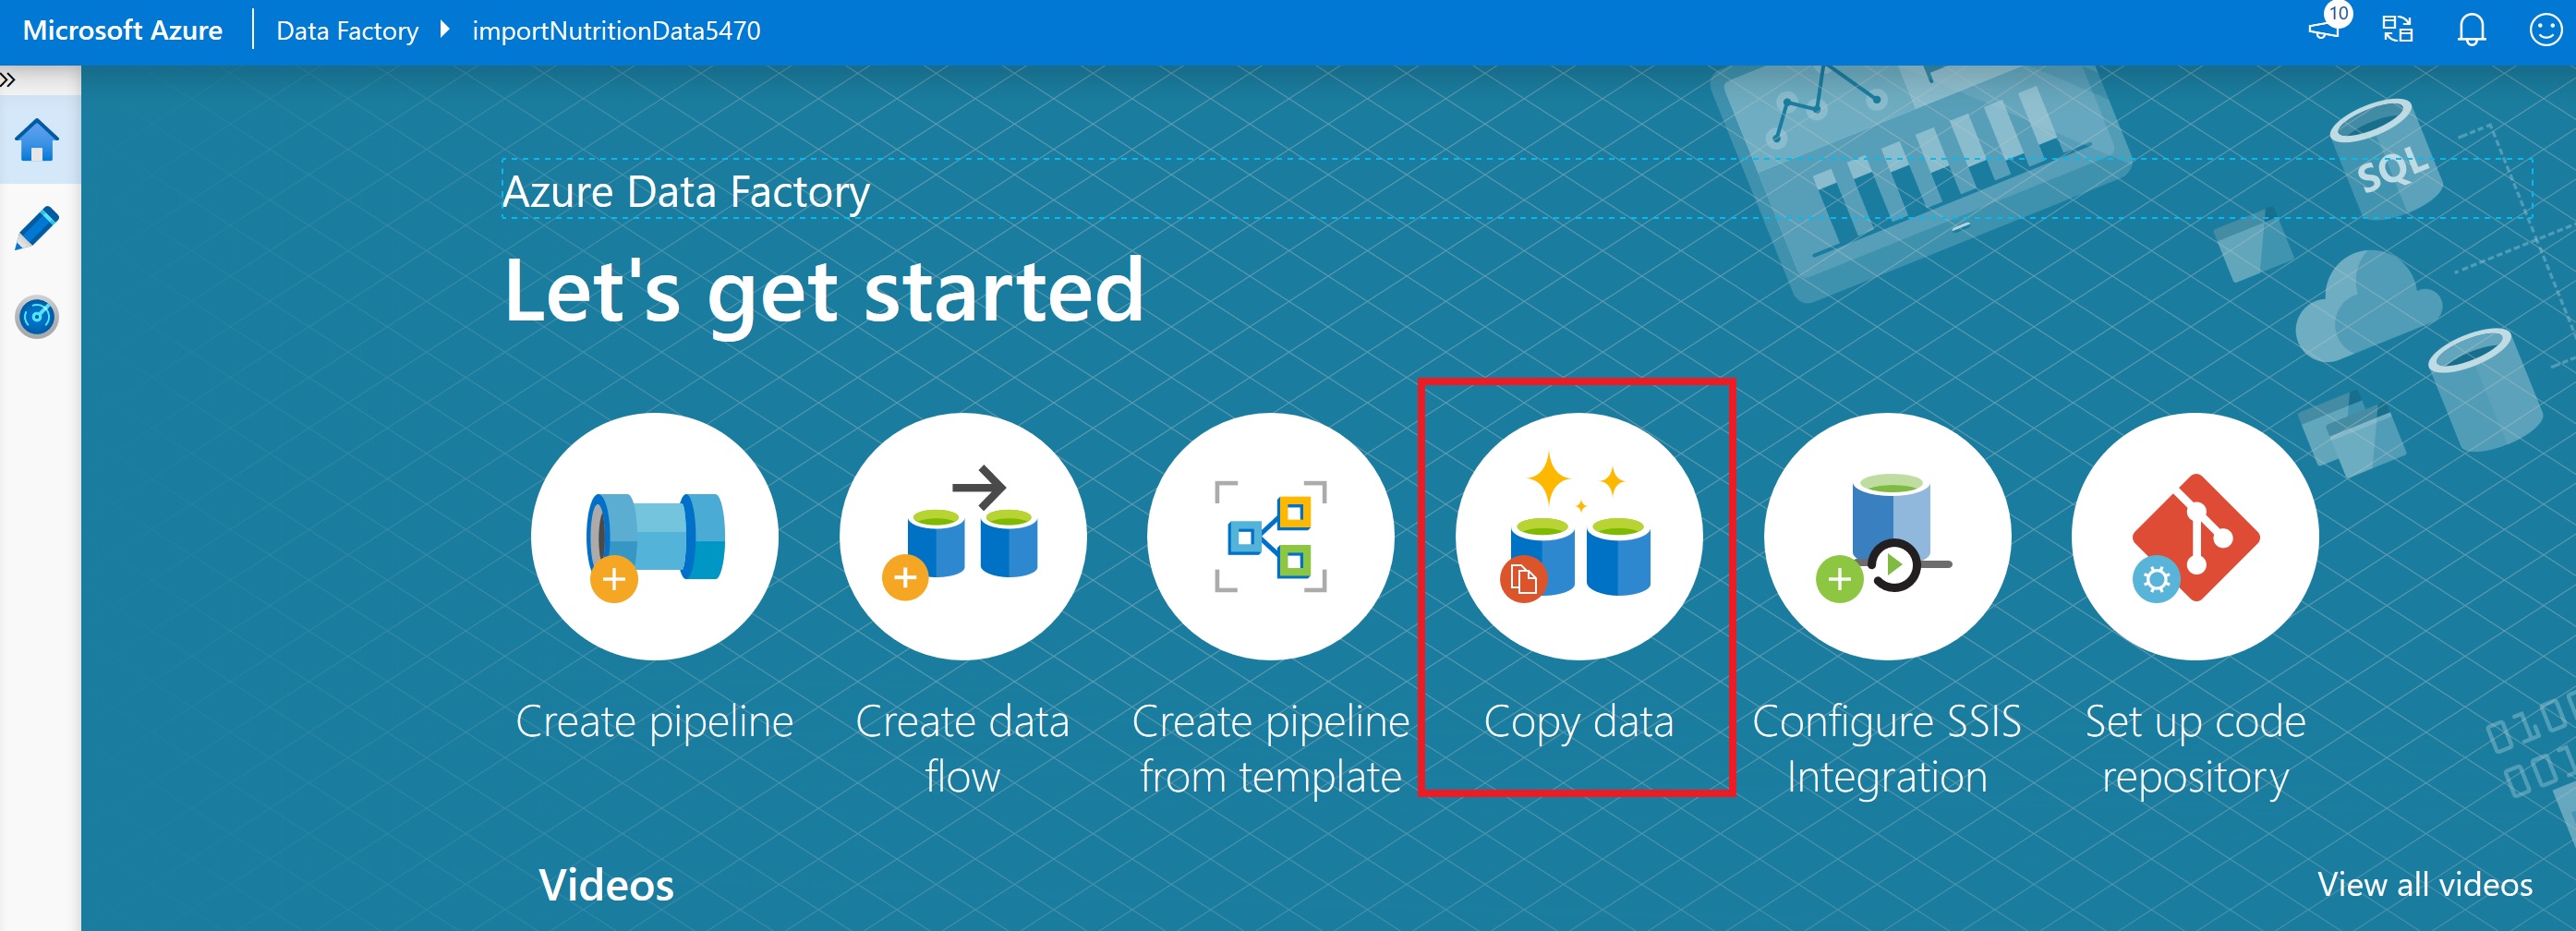 Microsoft Azure
Data Factory
importNutritionData5470
10
SQL
Azure Data Factory
Let's get started
Create pipeline
Create data
flow
Create pipeline
from template
Copy data
Configure SSIS
Integration
Set up code
repository
Videos
View all videos